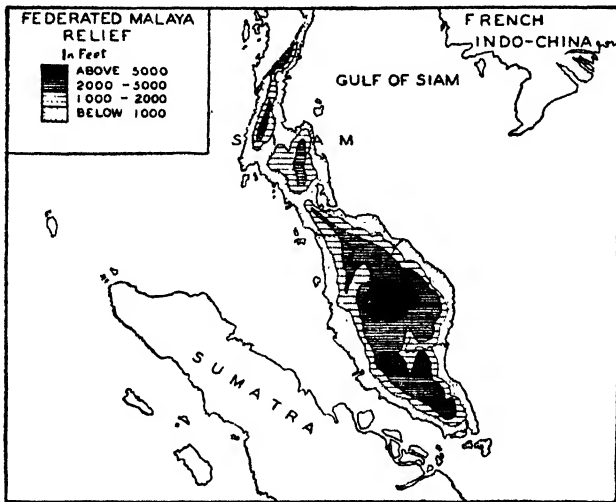 FEDERATED MALAYA
RELIEF
In Feet
ABOVE 5000
2000 - 5000
1000 - 2000
BELOW 1000
FRENCH
INDO-CHINA
GULF OF SIAM
S A M
SUMATRA